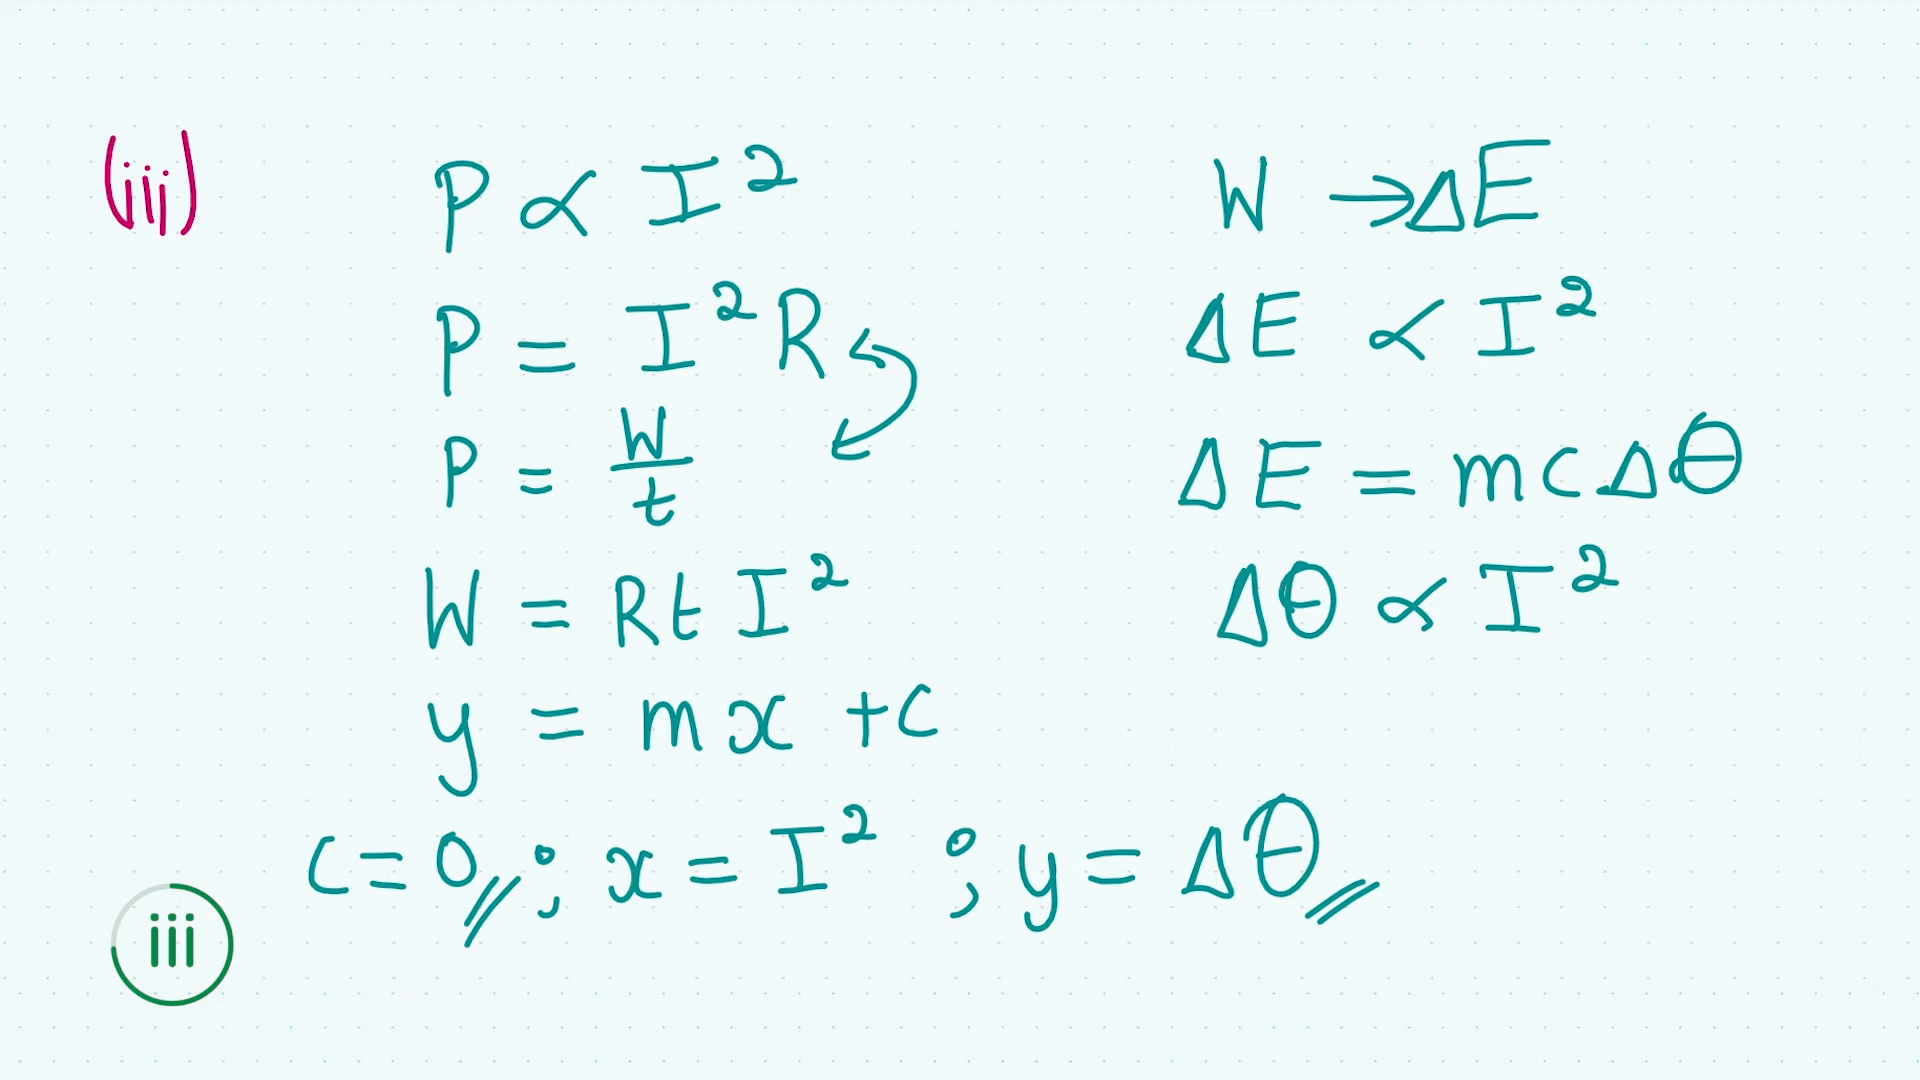 (iii)
P ∝ I²
P = I²R
P = W/t
W = RtI²
y = mx + c
W → ΔE
ΔE ∝ I²
ΔE = mcΔθ
Δθ ∝ I²
c = 0 ; x = I² ; y = Δθ
iii